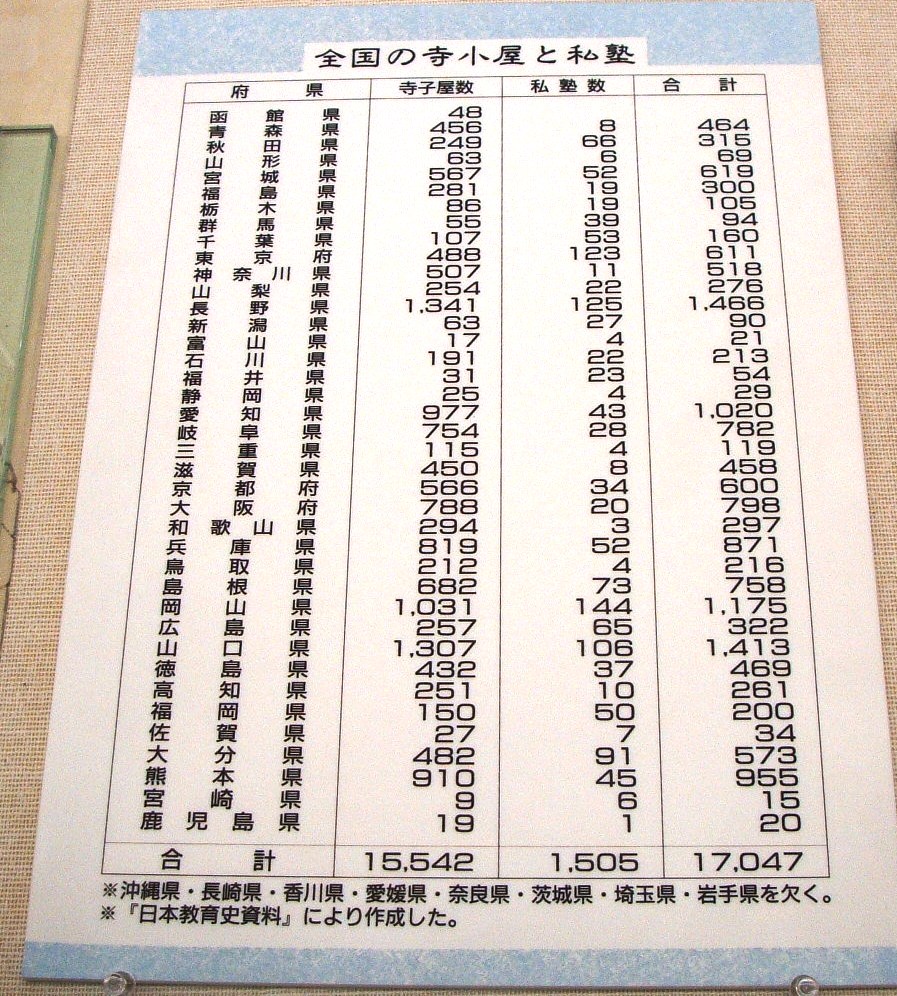 全国の寺小屋と私塾
府県 寺子屋数 私塾数 合計
函館県 48
青森県 456 8 464
秋田県 249 66 315
山形県 63 6 69
宮城県 567 52 619
福島県 281 19 300
栃木県 86 19 105
群馬県 55 39 94
千葉県 107 53 160
東京府 488 123 611
神奈川県 507 11 518
山梨県 254 22 276
長野県 1,341 125 1,466
新潟県 63 27 90
富山県 17 4 21
石川県 191 22 213
福井県 31 23 54
静岡県 25 4 29
愛知県 977 43 1,020
岐阜県 754 28 782
三重県 115 4 119
滋賀県 450 8 458
京都府 566 34 600
大阪府 788 20 798
和歌山県 294 3 297
兵庫県 819 52 871
鳥取県 212 4 216
島根県 682 73 758
岡山県 1,031 144 1,175
広島県 257 65 322
山口県 1,307 106 1,413
徳島県 432 37 469
高知県 251 10 261
福岡県 150 50 200
佐賀県 27 7 34
大分県 482 91 573
熊本県 910 45 955
宮崎県 9 6 15
鹿児島県 19 1 20
合計 15,542 1,505 17,047
※沖縄県・長崎県・香川県・愛媛県・奈良県・茨城県・埼玉県・岩手県を欠く。
※『日本教育史資料』により作成した。